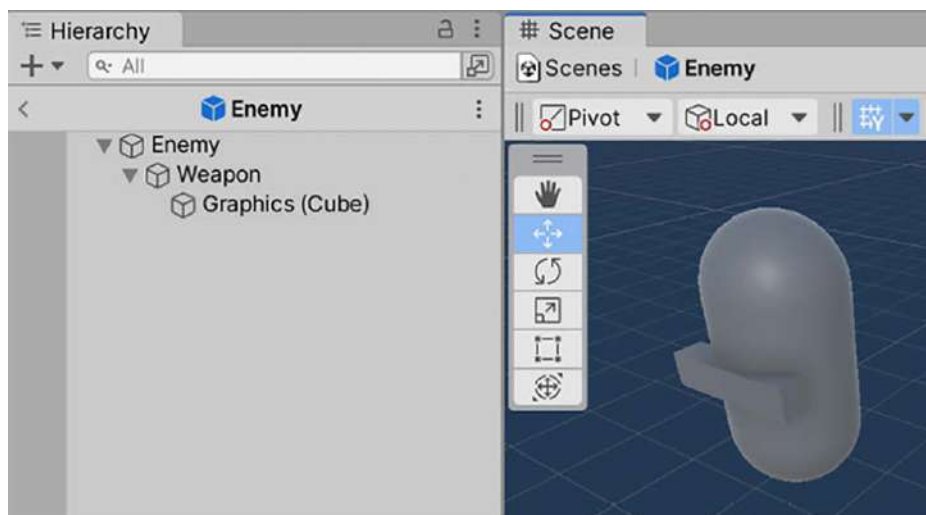 Hierarchy
All
Enemy
Enemy
Weapon
Graphics (Cube)
Scene
Scenes
Enemy
Pivot
Local